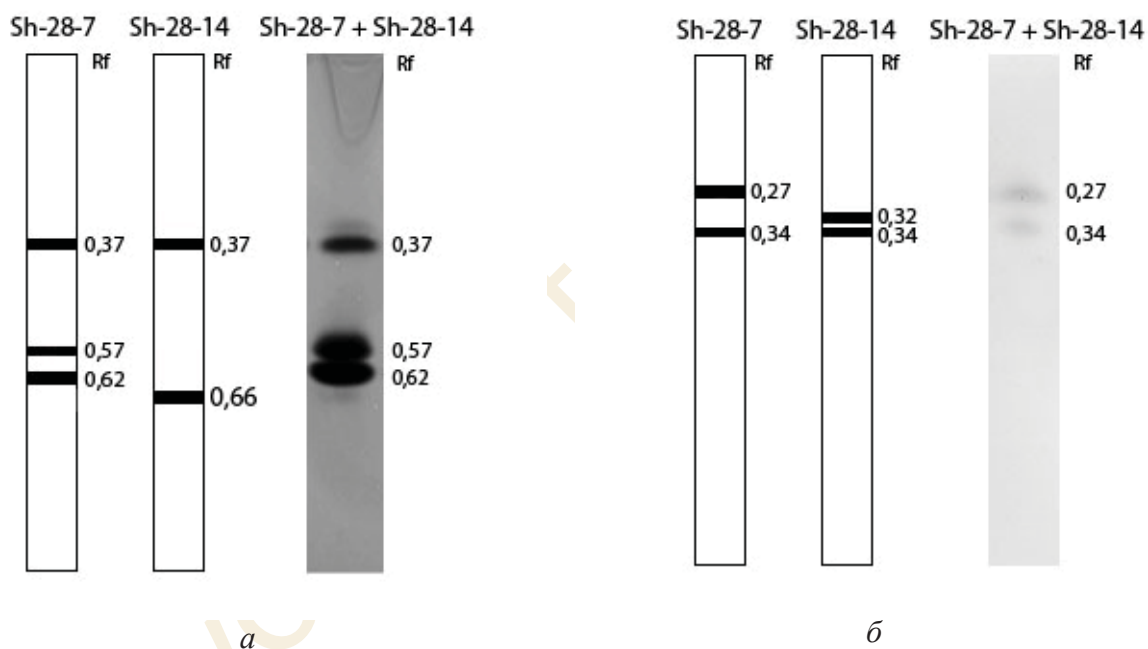 Sh-28-7 Sh-28-14 Sh-28-7 + Sh-28-14
Rf Rf Rf
0,37 0,37 0,37
0,57 0,57
0,62 0,62
0,66
а
Sh-28-7 Sh-28-14 Sh-28-7 + Sh-28-14
Rf Rf Rf
0,27 0,27
0,32
0,34 0,34 0,34
б